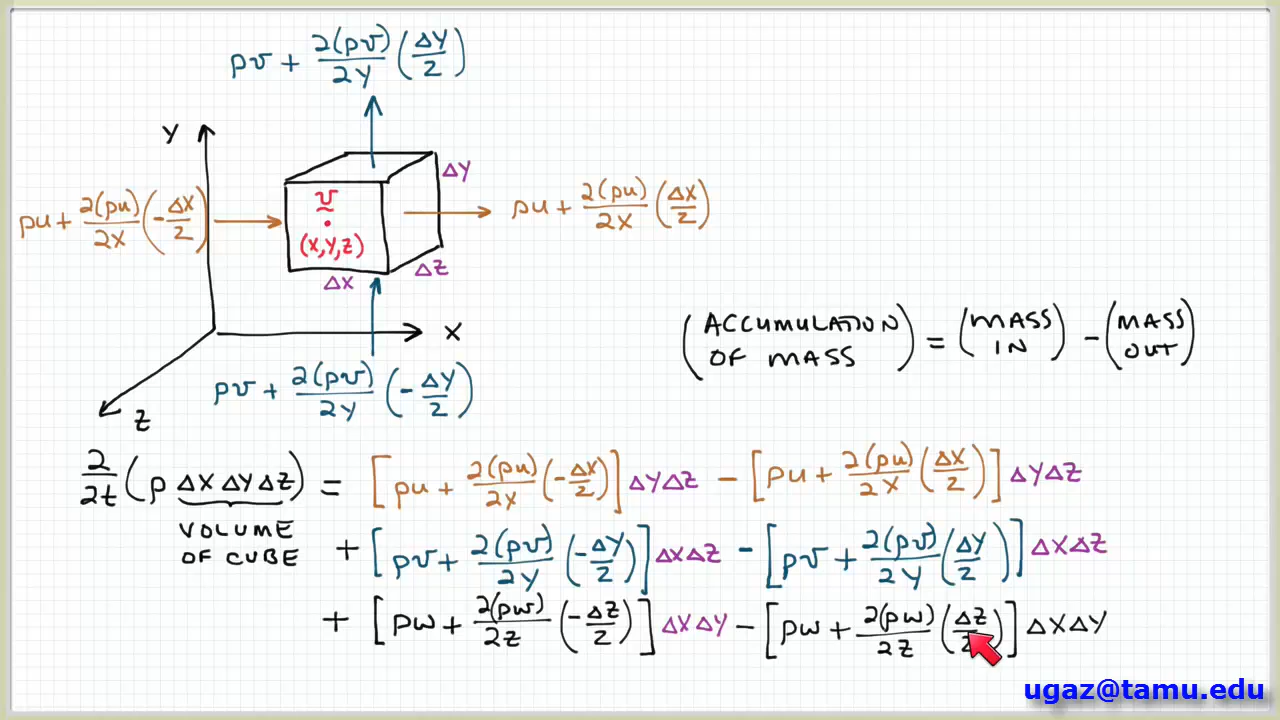 ρv + ∂(ρv)/∂y (Δy/2)
Y
Δy
ρu + ∂(ρu)/∂x (-Δx/2)
v
(x,y,z)
ρu + ∂(ρu)/∂x (Δx/2)
Δz
Δx
X
(ACCUMULATION OF MASS) = (MASS IN) - (MASS OUT)
ρv + ∂(ρv)/∂y (-Δy/2)
Z
∂/∂t (ρ Δx Δy Δz) = [ρu + ∂(ρu)/∂x (-Δx/2)] ΔyΔz - [ρu + ∂(ρu)/∂x (Δx/2)] ΔyΔz
VOLUME
OF CUBE
+ [ρv + ∂(ρv)/∂y (-Δy/2)] ΔxΔz - [ρv + ∂(ρv)/∂y (Δy/2)] ΔxΔz
+ [ρw + ∂(ρw)/∂z (-Δz/2)] ΔxΔy - [ρw + ∂(ρw)/∂z (Δz/2)] ΔxΔy
ugaz@tamu.edu